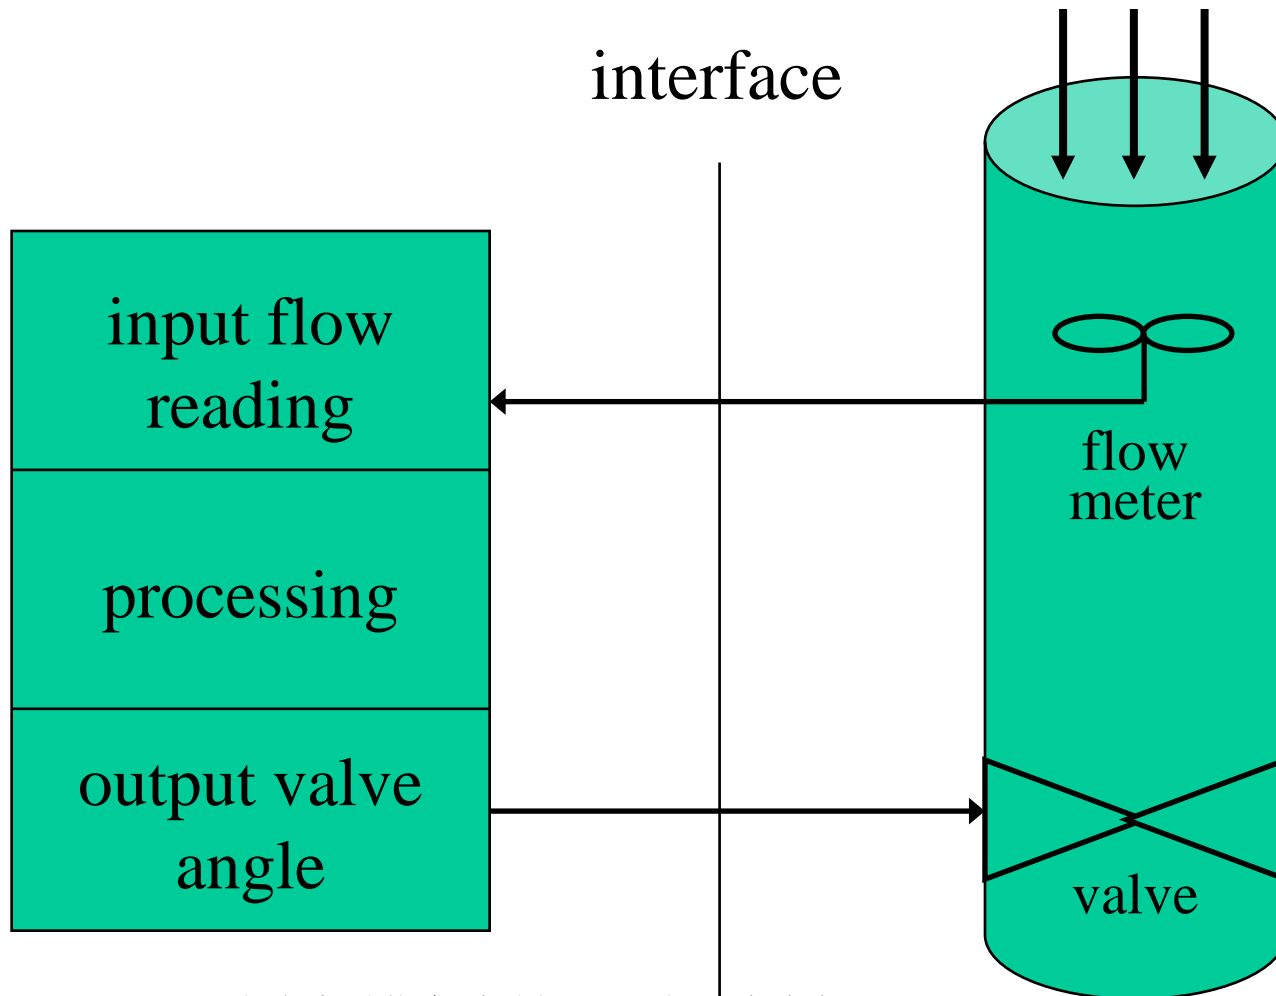 interface
input flow
reading
flow
meter
processing
output valve
angle
valve